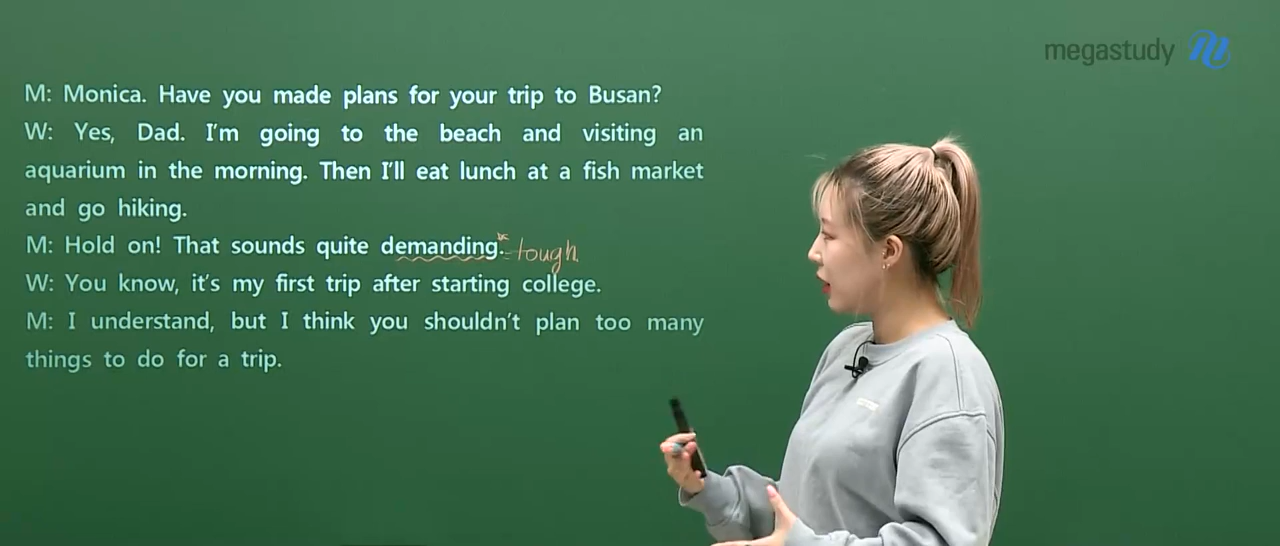 megastudy
M: Monica. Have you made plans for your trip to Busan?
W: Yes, Dad. I'm going to the beach and visiting an
aquarium in the morning. Then I'll eat lunch at a fish market
and go hiking.
M: Hold on! That sounds quite demanding. = tough
W: You know, it's my first trip after starting college.
M: I understand, but I think you shouldn't plan too many
things to do for a trip.